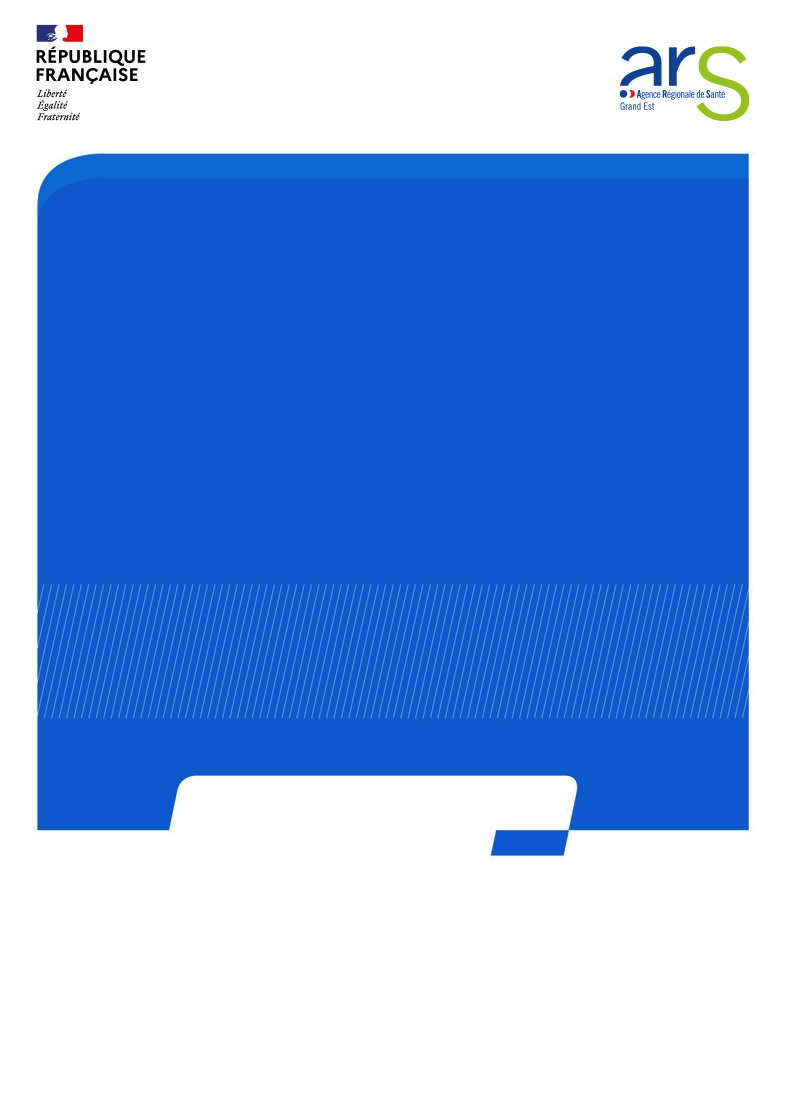 RÉPUBLIQUE
FRANÇAISE
Liberté
Égalité
Fraternité
ars
Agence Régionale de Santé
Grand Est